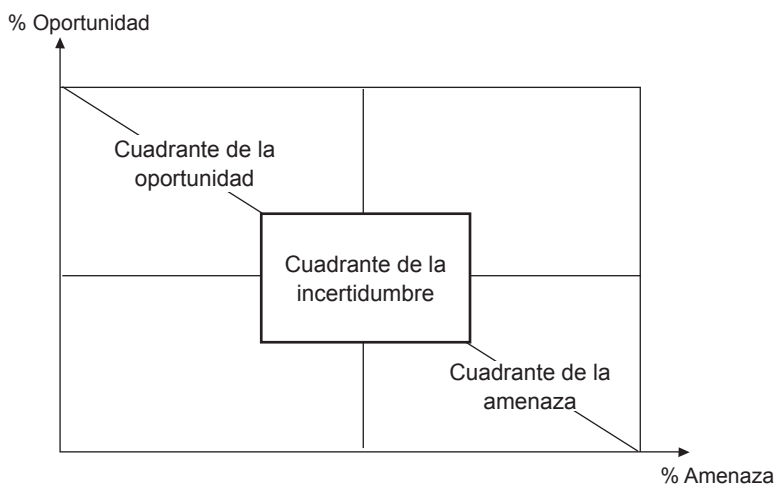 % Oportunidad
Cuadrante de la
oportunidad
Cuadrante de la
incertidumbre
Cuadrante de la
amenaza
% Amenaza